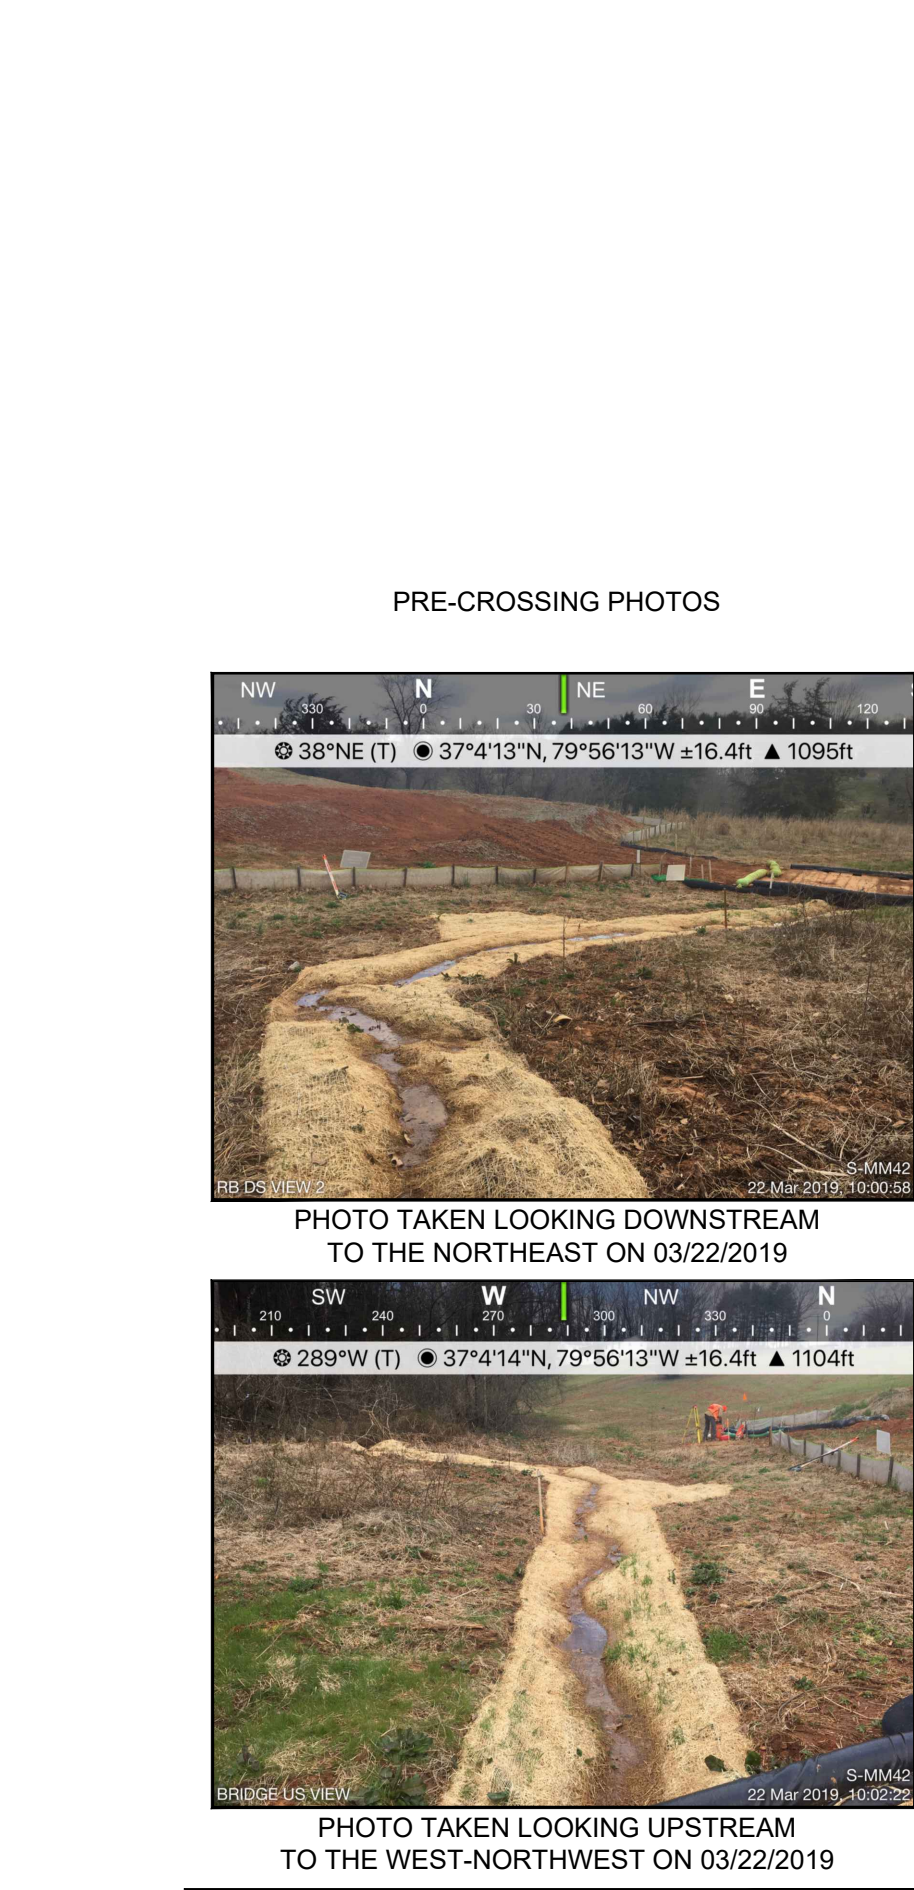 PRE-CROSSING PHOTOS
NW N NE E
330 0 30 60 90 120
38°NE (T) 37°4'13"N, 79°56'13"W ±16.4ft ▲ 1095ft
S-MM42
RB DS VIEW 2 22 Mar 2019, 10:00:58
PHOTO TAKEN LOOKING DOWNSTREAM
TO THE NORTHEAST ON 03/22/2019
SW W NW N
210 240 270 300 330 0
289°W (T) 37°4'14"N, 79°56'13"W ±16.4ft ▲ 1104ft
S-MM42
BRIDGE US VIEW 22 Mar 2019, 10:02:22
PHOTO TAKEN LOOKING UPSTREAM
TO THE WEST-NORTHWEST ON 03/22/2019